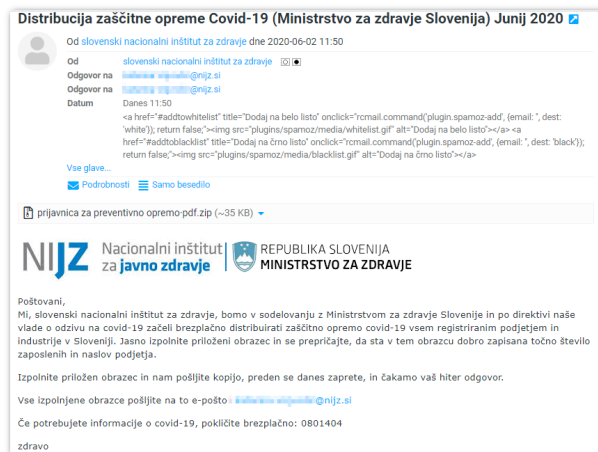 Distribucija zaščitne opreme Covid-19 (Ministrstvo za zdravje Slovenija) Junij 2020
Od slovenski nacionalni inštitut za zdravje dne 2020-06-02 11:50
Od slovenski nacionalni inštitut za zdravje
Odgovor na @nijz.si
Odgovor na @nijz.si
Datum Danes 11:50
<a href="#addtowhitelist" title="Dodaj na belo listo" onclick="rcmail.command('plugin.spamoz-add', {email: '', dest:
'white'}); return false;"><img src="plugins/spamoz/media/whitelist.gif" alt="Dodaj na belo listo"></a> <a
href="#addtoblacklist" title="Dodaj na črno listo" onclick="rcmail.command('plugin.spamoz-add', {email: '', dest: 'black'});
return false;"><img src="plugins/spamoz/media/blacklist.gif" alt="Dodaj na črno listo"></a>
Vse glave...
Podrobnosti Samo besedilo
prijavnica za preventivno opremo-pdf.zip (~35 KB)
NIJZ Nacionalni inštitut REPUBLIKA SLOVENIJA
za javno zdravje MINISTRSTVO ZA ZDRAVJE
Poštovani,
Mi, slovenski nacionalni inštitut za zdravje, bomo v sodelovanju z Ministrstvom za zdravje Slovenije in po direktivi naše
vlade o odzivu na covid-19 začeli brezplačno distribuirati zaščitno opremo covid-19 vsem registriranim podjetjem in
industrije v Sloveniji. Jasno izpolnite priloženi obrazec in se prepričajte, da sta v tem obrazcu dobro zapisana točno število
zaposlenih in naslov podjetja.
Izpolnite priložen obrazec in nam pošljite kopijo, preden se danes zaprete, in čakamo vaš hiter odgovor.
Vse izpolnjene obrazce pošljite na to e-pošto @nijz.si
Če potrebujete informacije o covid-19, pokličite brezplačno: 0801404
zdravo